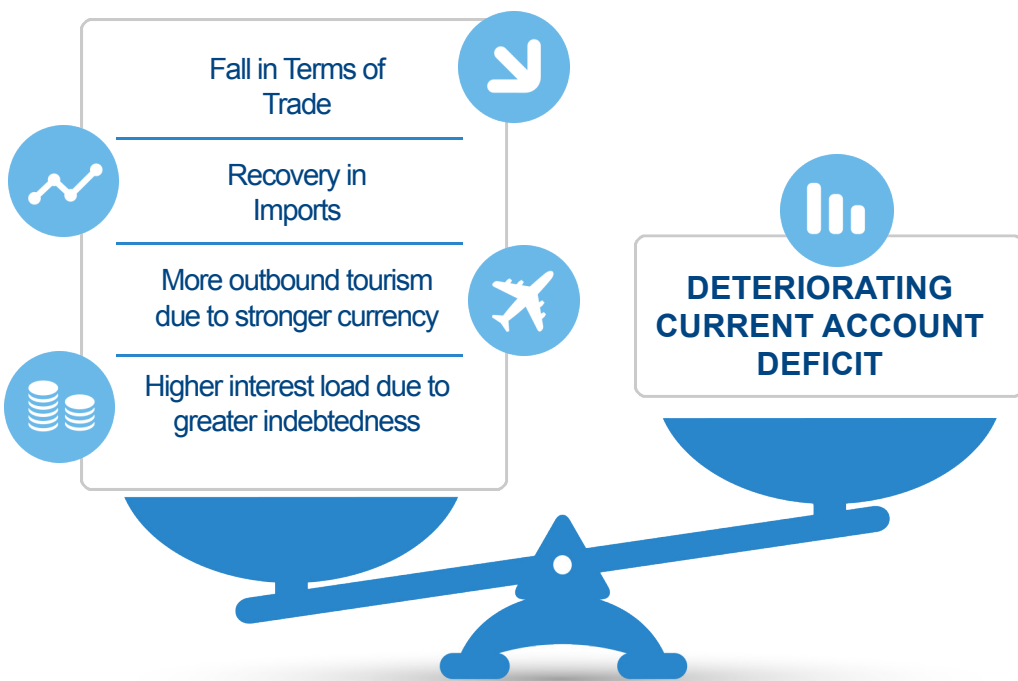 Fall in Terms of
Trade
Recovery in
Imports
More outbound tourism
due to stronger currency
Higher interest load due to
greater indebtedness
DETERIORATING
CURRENT ACCOUNT
DEFICIT